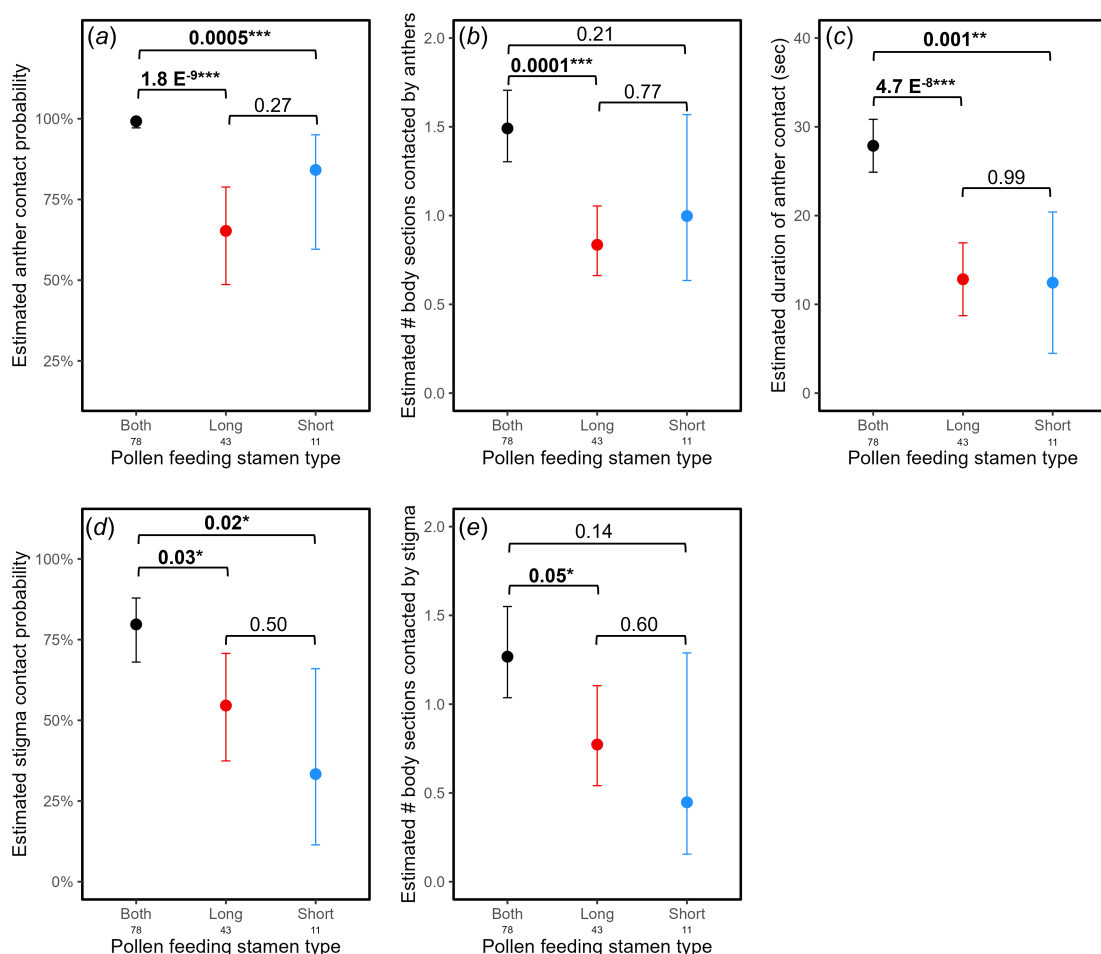 (a)
0.0005***
1.8 E-9***
0.27
Estimated anther contact probability
100%
75%
50%
25%
Both Long Short
78 43 11
Pollen feeding stamen type
(b)
0.21
0.0001***
0.77
Estimated # body sections contacted by anthers
2.0
1.5
1.0
0.5
0.0
Both Long Short
78 43 11
Pollen feeding stamen type
(c)
0.001**
4.7 E-8***
0.99
Estimated duration of anther contact (sec)
40
30
20
10
0
Both Long Short
78 43 11
Pollen feeding stamen type
(d)
0.02*
0.03*
0.50
Estimated stigma contact probability
100%
75%
50%
25%
0%
Both Long Short
78 43 11
Pollen feeding stamen type
(e)
0.14
0.05*
0.60
Estimated # body sections contacted by stigma
2.0
1.5
1.0
0.5
0.0
Both Long Short
78 43 11
Pollen feeding stamen type